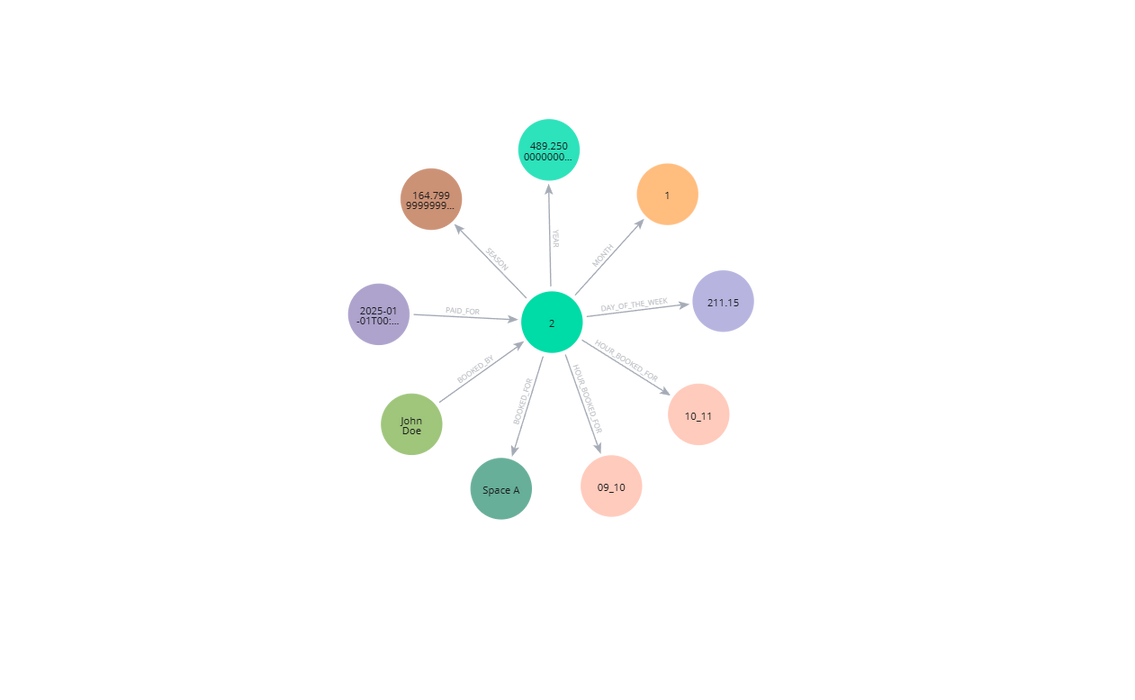 489.250
0000000...
164.799
9999999...
1
YEAR
SEASON
MONTH
2025-01
-01T00:...
PAID_FOR
2
DAY_OF_THE_WEEK
211.15
BOOKED_BY
HOUR_BOOKED_FOR
John
Doe
BOOKED_FOR
HOUR_BOOKED_FOR
10_11
Space A
09_10